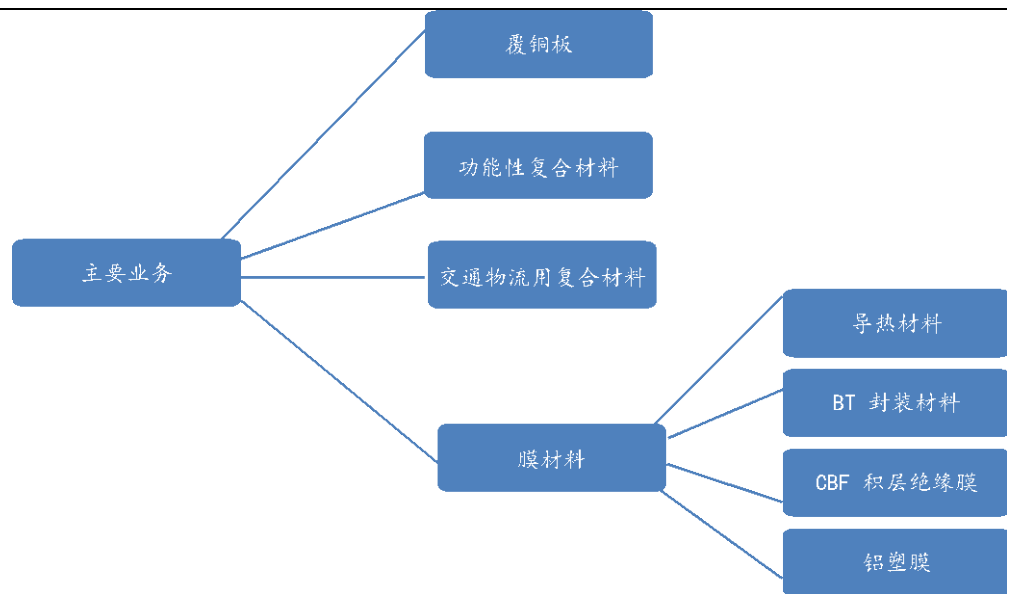 覆铜板
功能性复合材料
主要业务
交通物流用复合材料
导热材料
BT 封装材料
膜材料
CBF 积层绝缘膜
铝塑膜